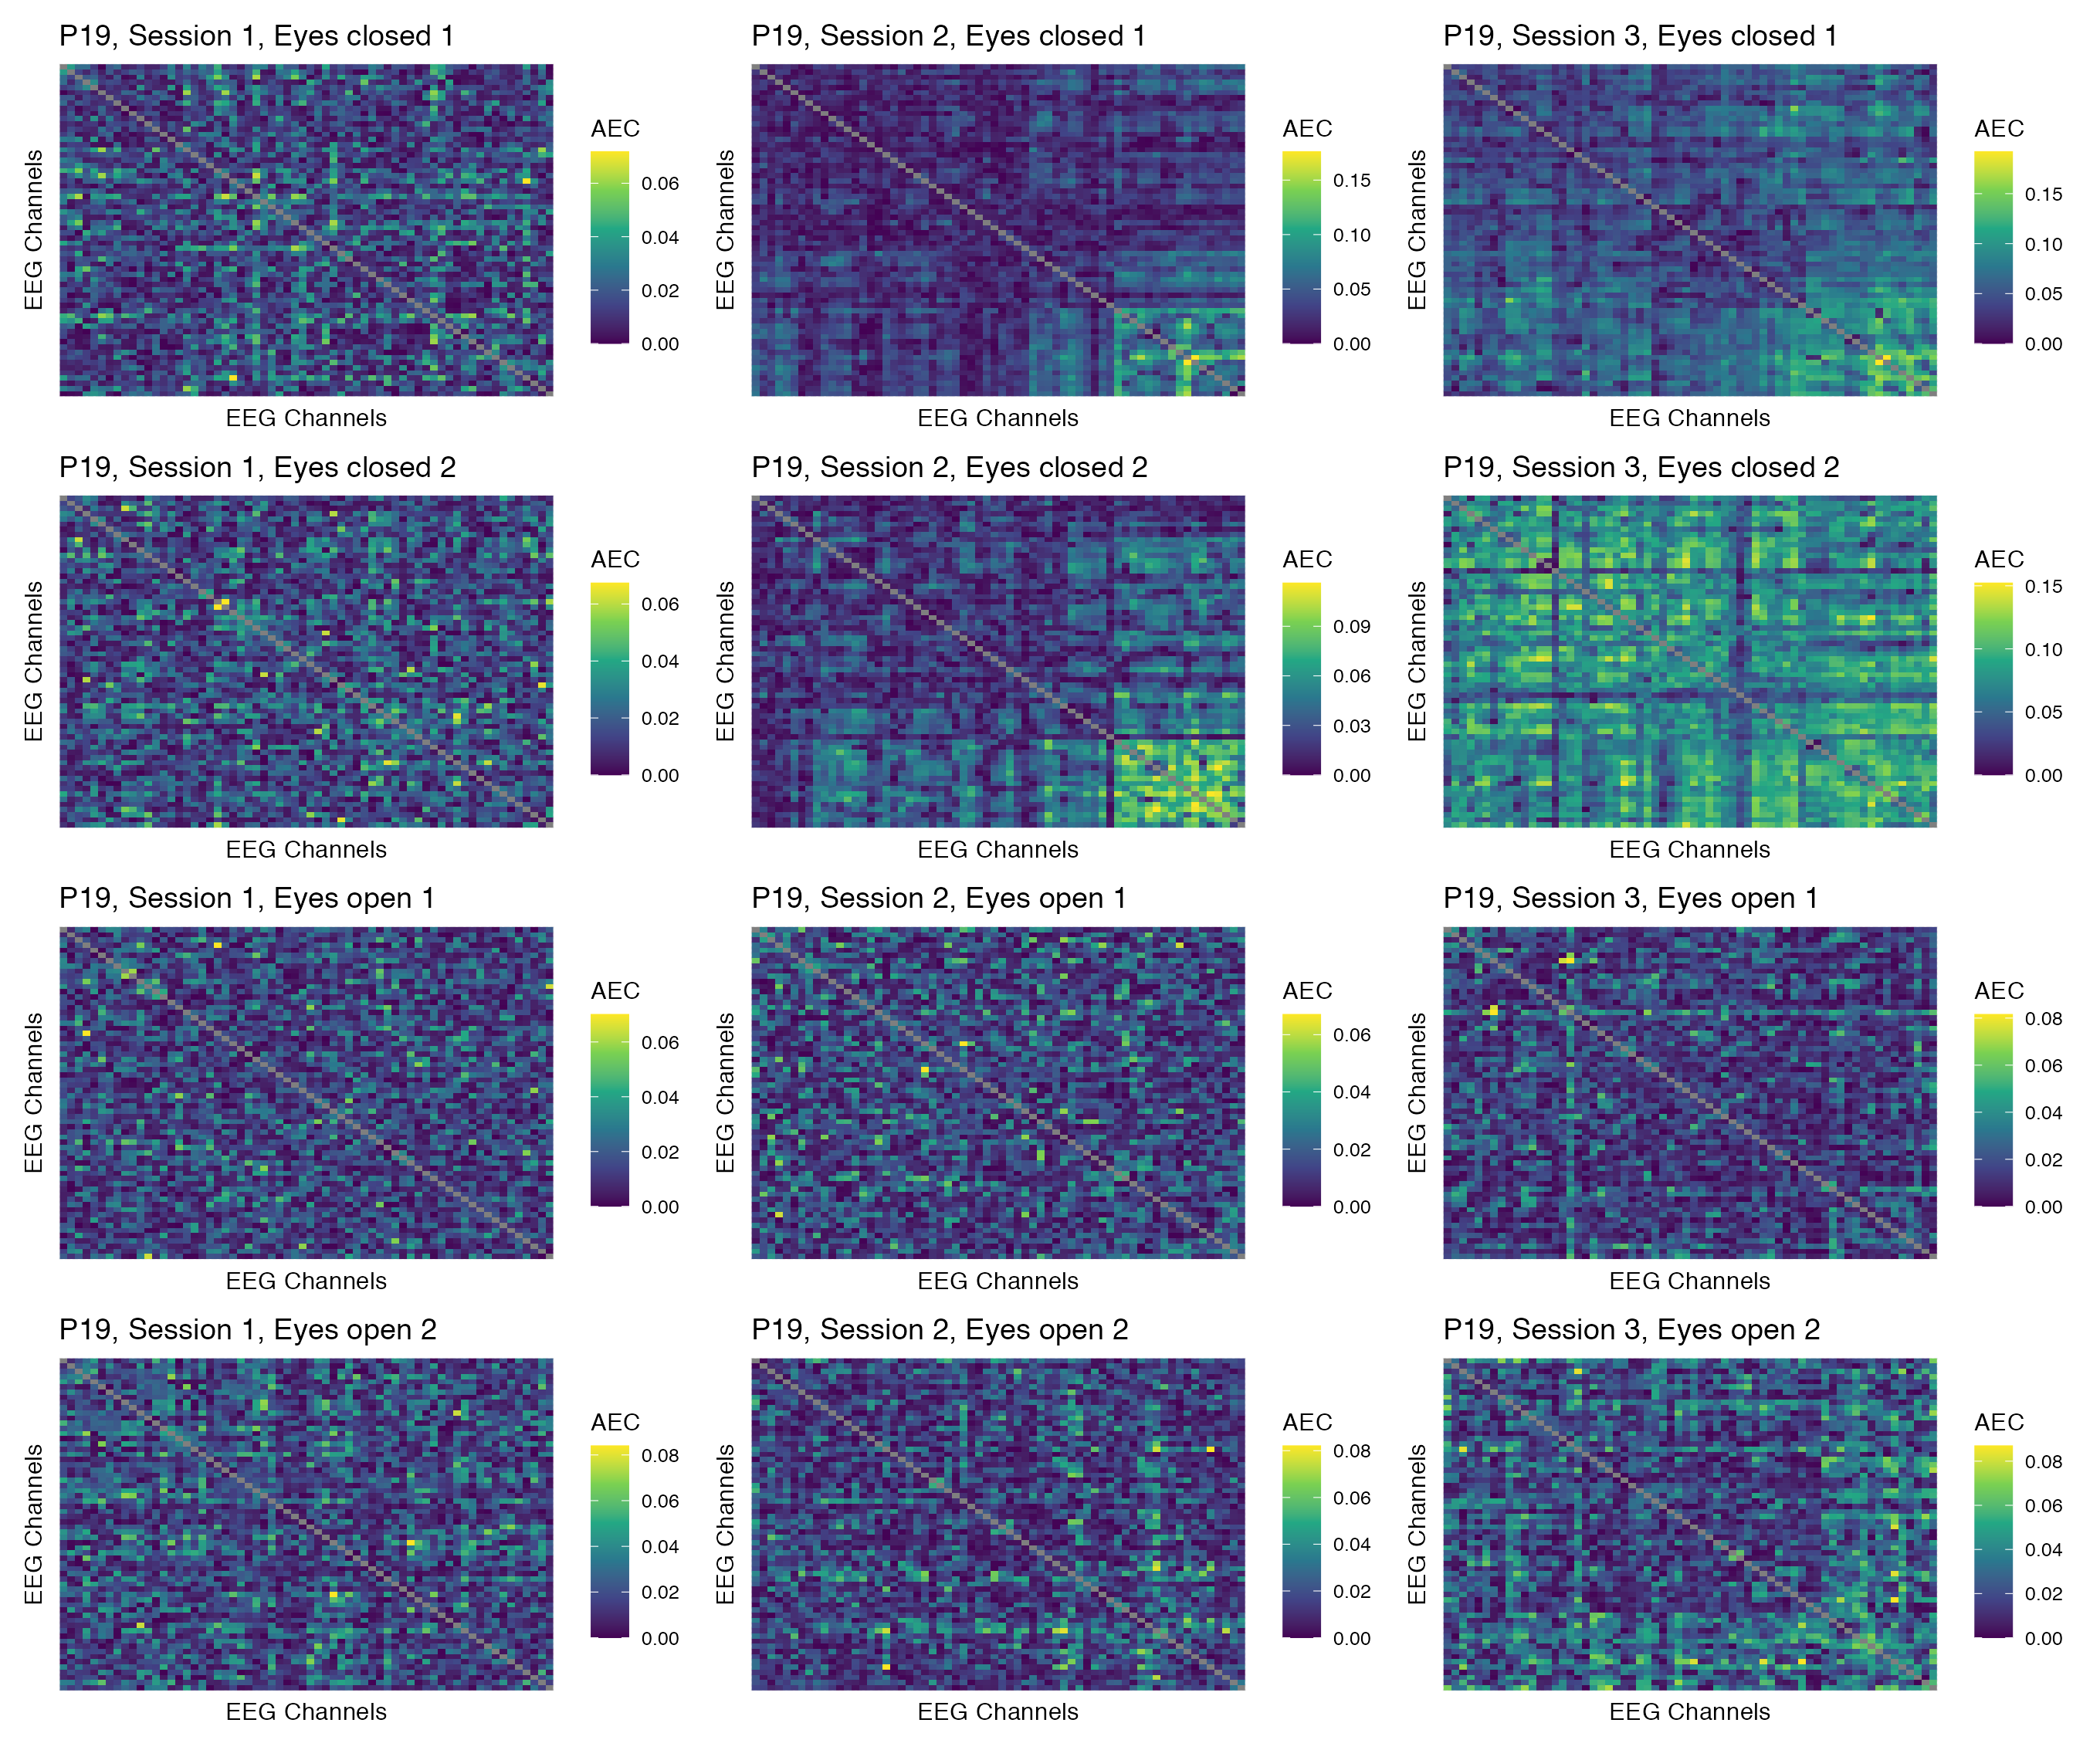 P19, Session 1, Eyes closed 1
P19, Session 2, Eyes closed 1
P19, Session 3, Eyes closed 1
EEG Channels
AEC
0.06
0.04
0.02
0.00
EEG Channels
EEG Channels
AEC
0.15
0.10
0.05
0.00
EEG Channels
EEG Channels
AEC
0.15
0.10
0.05
0.00
EEG Channels
P19, Session 1, Eyes closed 2
P19, Session 2, Eyes closed 2
P19, Session 3, Eyes closed 2
EEG Channels
AEC
0.06
0.04
0.02
0.00
EEG Channels
EEG Channels
AEC
0.09
0.06
0.03
0.00
EEG Channels
EEG Channels
AEC
0.15
0.10
0.05
0.00
EEG Channels
P19, Session 1, Eyes open 1
P19, Session 2, Eyes open 1
P19, Session 3, Eyes open 1
EEG Channels
AEC
0.06
0.04
0.02
0.00
EEG Channels
EEG Channels
AEC
0.06
0.04
0.02
0.00
EEG Channels
EEG Channels
AEC
0.08
0.06
0.04
0.02
0.00
EEG Channels
P19, Session 1, Eyes open 2
P19, Session 2, Eyes open 2
P19, Session 3, Eyes open 2
EEG Channels
AEC
0.08
0.06
0.04
0.02
0.00
EEG Channels
EEG Channels
AEC
0.08
0.06
0.04
0.02
0.00
EEG Channels
EEG Channels
AEC
0.08
0.06
0.04
0.02
0.00
EEG Channels